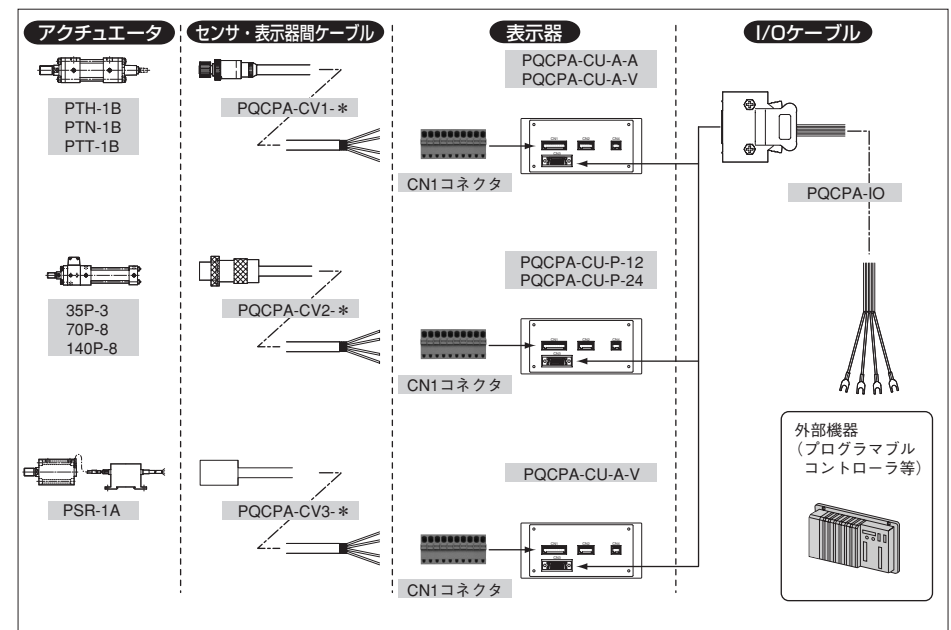 アクチュエータ
センサ・表示器間ケーブル
表示器
I/Oケーブル
PTH-1B
PTN-1B
PTT-1B
PQCPA-CV1-＊
PQCPA-CU-A-A
PQCPA-CU-A-V
CN1コネクタ
PQCPA-IO
35P-3
70P-8
140P-8
PQCPA-CV2-＊
PQCPA-CU-P-12
PQCPA-CU-P-24
CN1コネクタ
PSR-1A
PQCPA-CV3-＊
PQCPA-CU-A-V
CN1コネクタ
外部機器
（プログラマブル
コントローラ等）